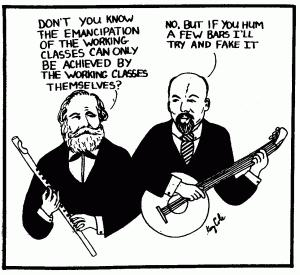 DON'T YOU KNOW
THE EMANCIPATION
OF THE WORKING
CLASSES CAN ONLY
BE ACHIEVED BY
THE WORKING CLASSES
THEMSELVES?
NO, BUT IF YOU HUM
A FEW BARS I'LL
TRY AND FAKE IT